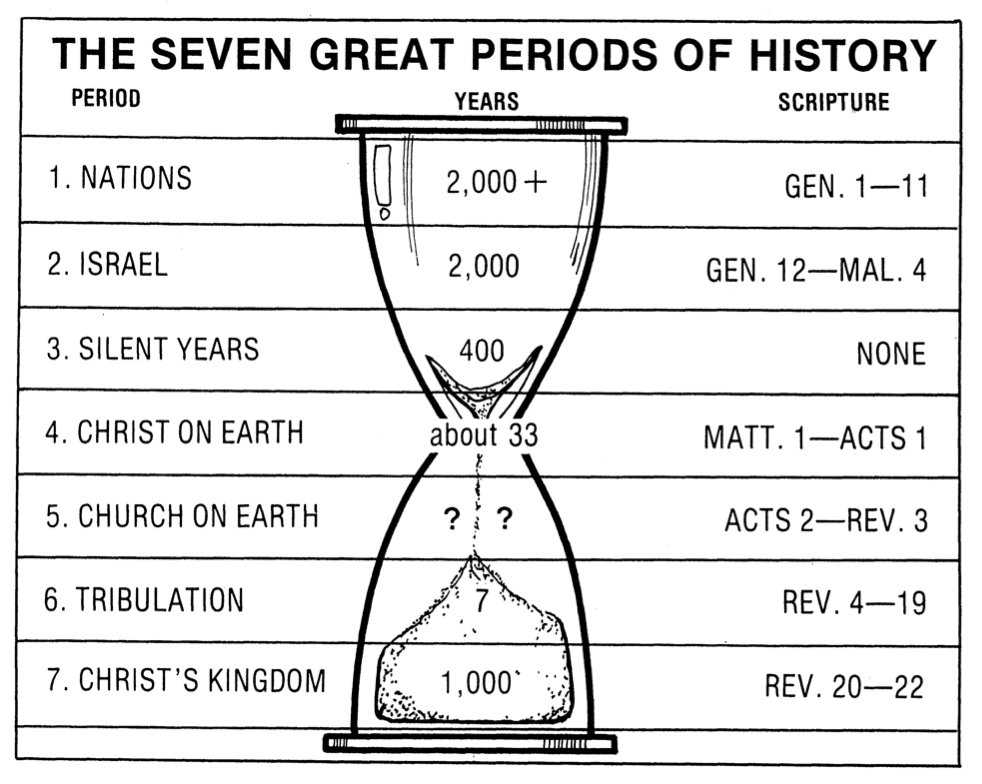 THE SEVEN GREAT PERIODS OF HISTORY
PERIOD YEARS SCRIPTURE
1. NATIONS 2,000+ GEN. 1—11
2. ISRAEL 2,000 GEN. 12—MAL. 4
3. SILENT YEARS 400 NONE
4. CHRIST ON EARTH about 33 MATT. 1—ACTS 1
5. CHURCH ON EARTH ? ? ACTS 2—REV. 3
6. TRIBULATION 7 REV. 4—19
7. CHRIST'S KINGDOM 1,000 REV. 20—22